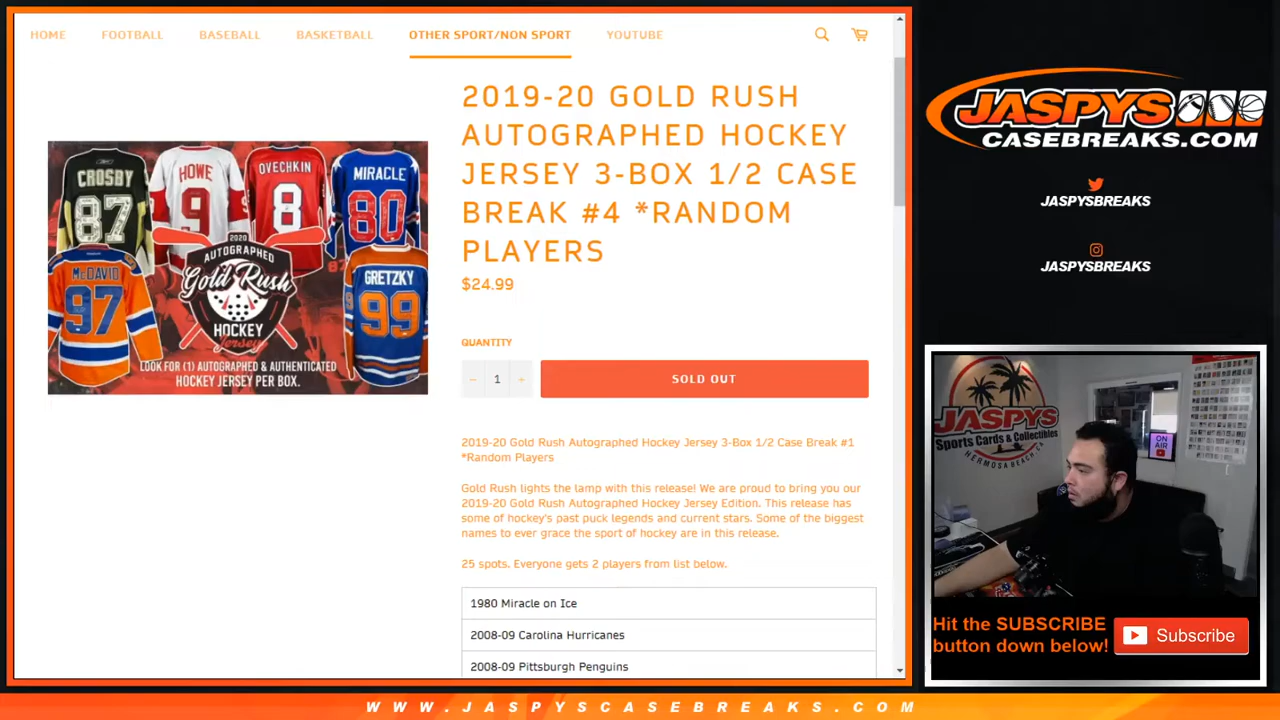 HOME FOOTBALL BASEBALL BASKETBALL OTHER SPORT/NON SPORT YOUTUBE
2019-20 GOLD RUSH
AUTOGRAPHED HOCKEY
JERSEY 3-BOX 1/2 CASE
BREAK #4 *RANDOM
PLAYERS
$24.99
QUANTITY
− 1 +
SOLD OUT
2019-20 Gold Rush Autographed Hockey Jersey 3-Box 1/2 Case Break #1
*Random Players
Gold Rush lights the lamp with this release! We are proud to bring you our
2019-20 Gold Rush Autographed Hockey Jersey Edition. This release has
some of hockey's past puck legends and current stars. Some of the biggest
names to ever grace the sport of hockey are in this release.
25 spots. Everyone gets 2 players from list below.
1980 Miracle on Ice
2008-09 Carolina Hurricanes
2008-09 Pittsburgh Penguins
CROSBY
87
HOWE
9
OVECHKIN
8
MIRACLE
80
McDAVID
97
GRETZKY
99
2020
AUTOGRAPHED
Gold Rush
HOCKEY
Jersey
LOOK FOR (1) AUTOGRAPHED & AUTHENTICATED
HOCKEY JERSEY PER BOX.
JASPYS
CASEBREAKS.COM
JASPYSBREAKS
JASPYSBREAKS
JASPYS
Sports Cards & Collectibles
HERMOSA BEACH, CA
ON
AIR
Hit the SUBSCRIBE
button down below!
Subscribe
WWW.JASPYSCASEBREAKS.COM